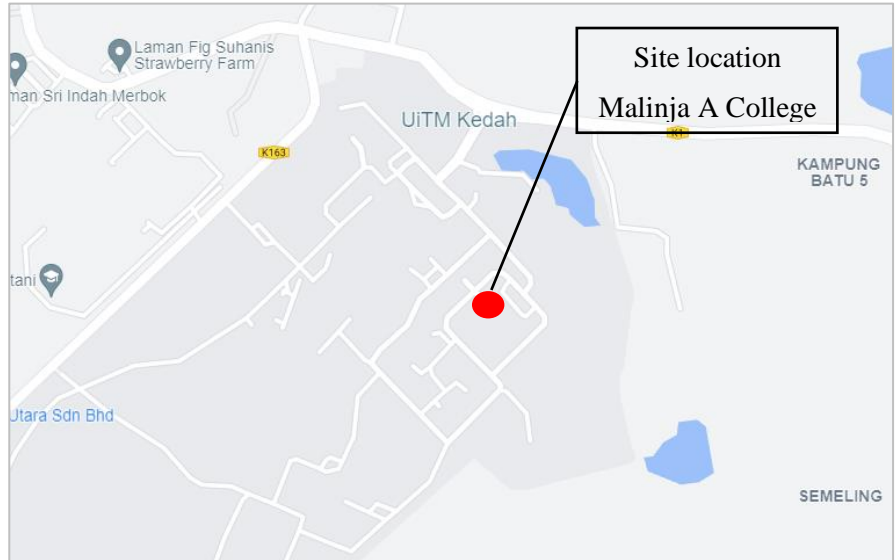 Laman Fig Suhanis
Strawberry Farm
man Sri Indah Merbok
K163
UiTM Kedah
Site location
Malinja A College
K1
KAMPUNG
BATU 5
tani
Utara Sdn Bhd
SEMELING